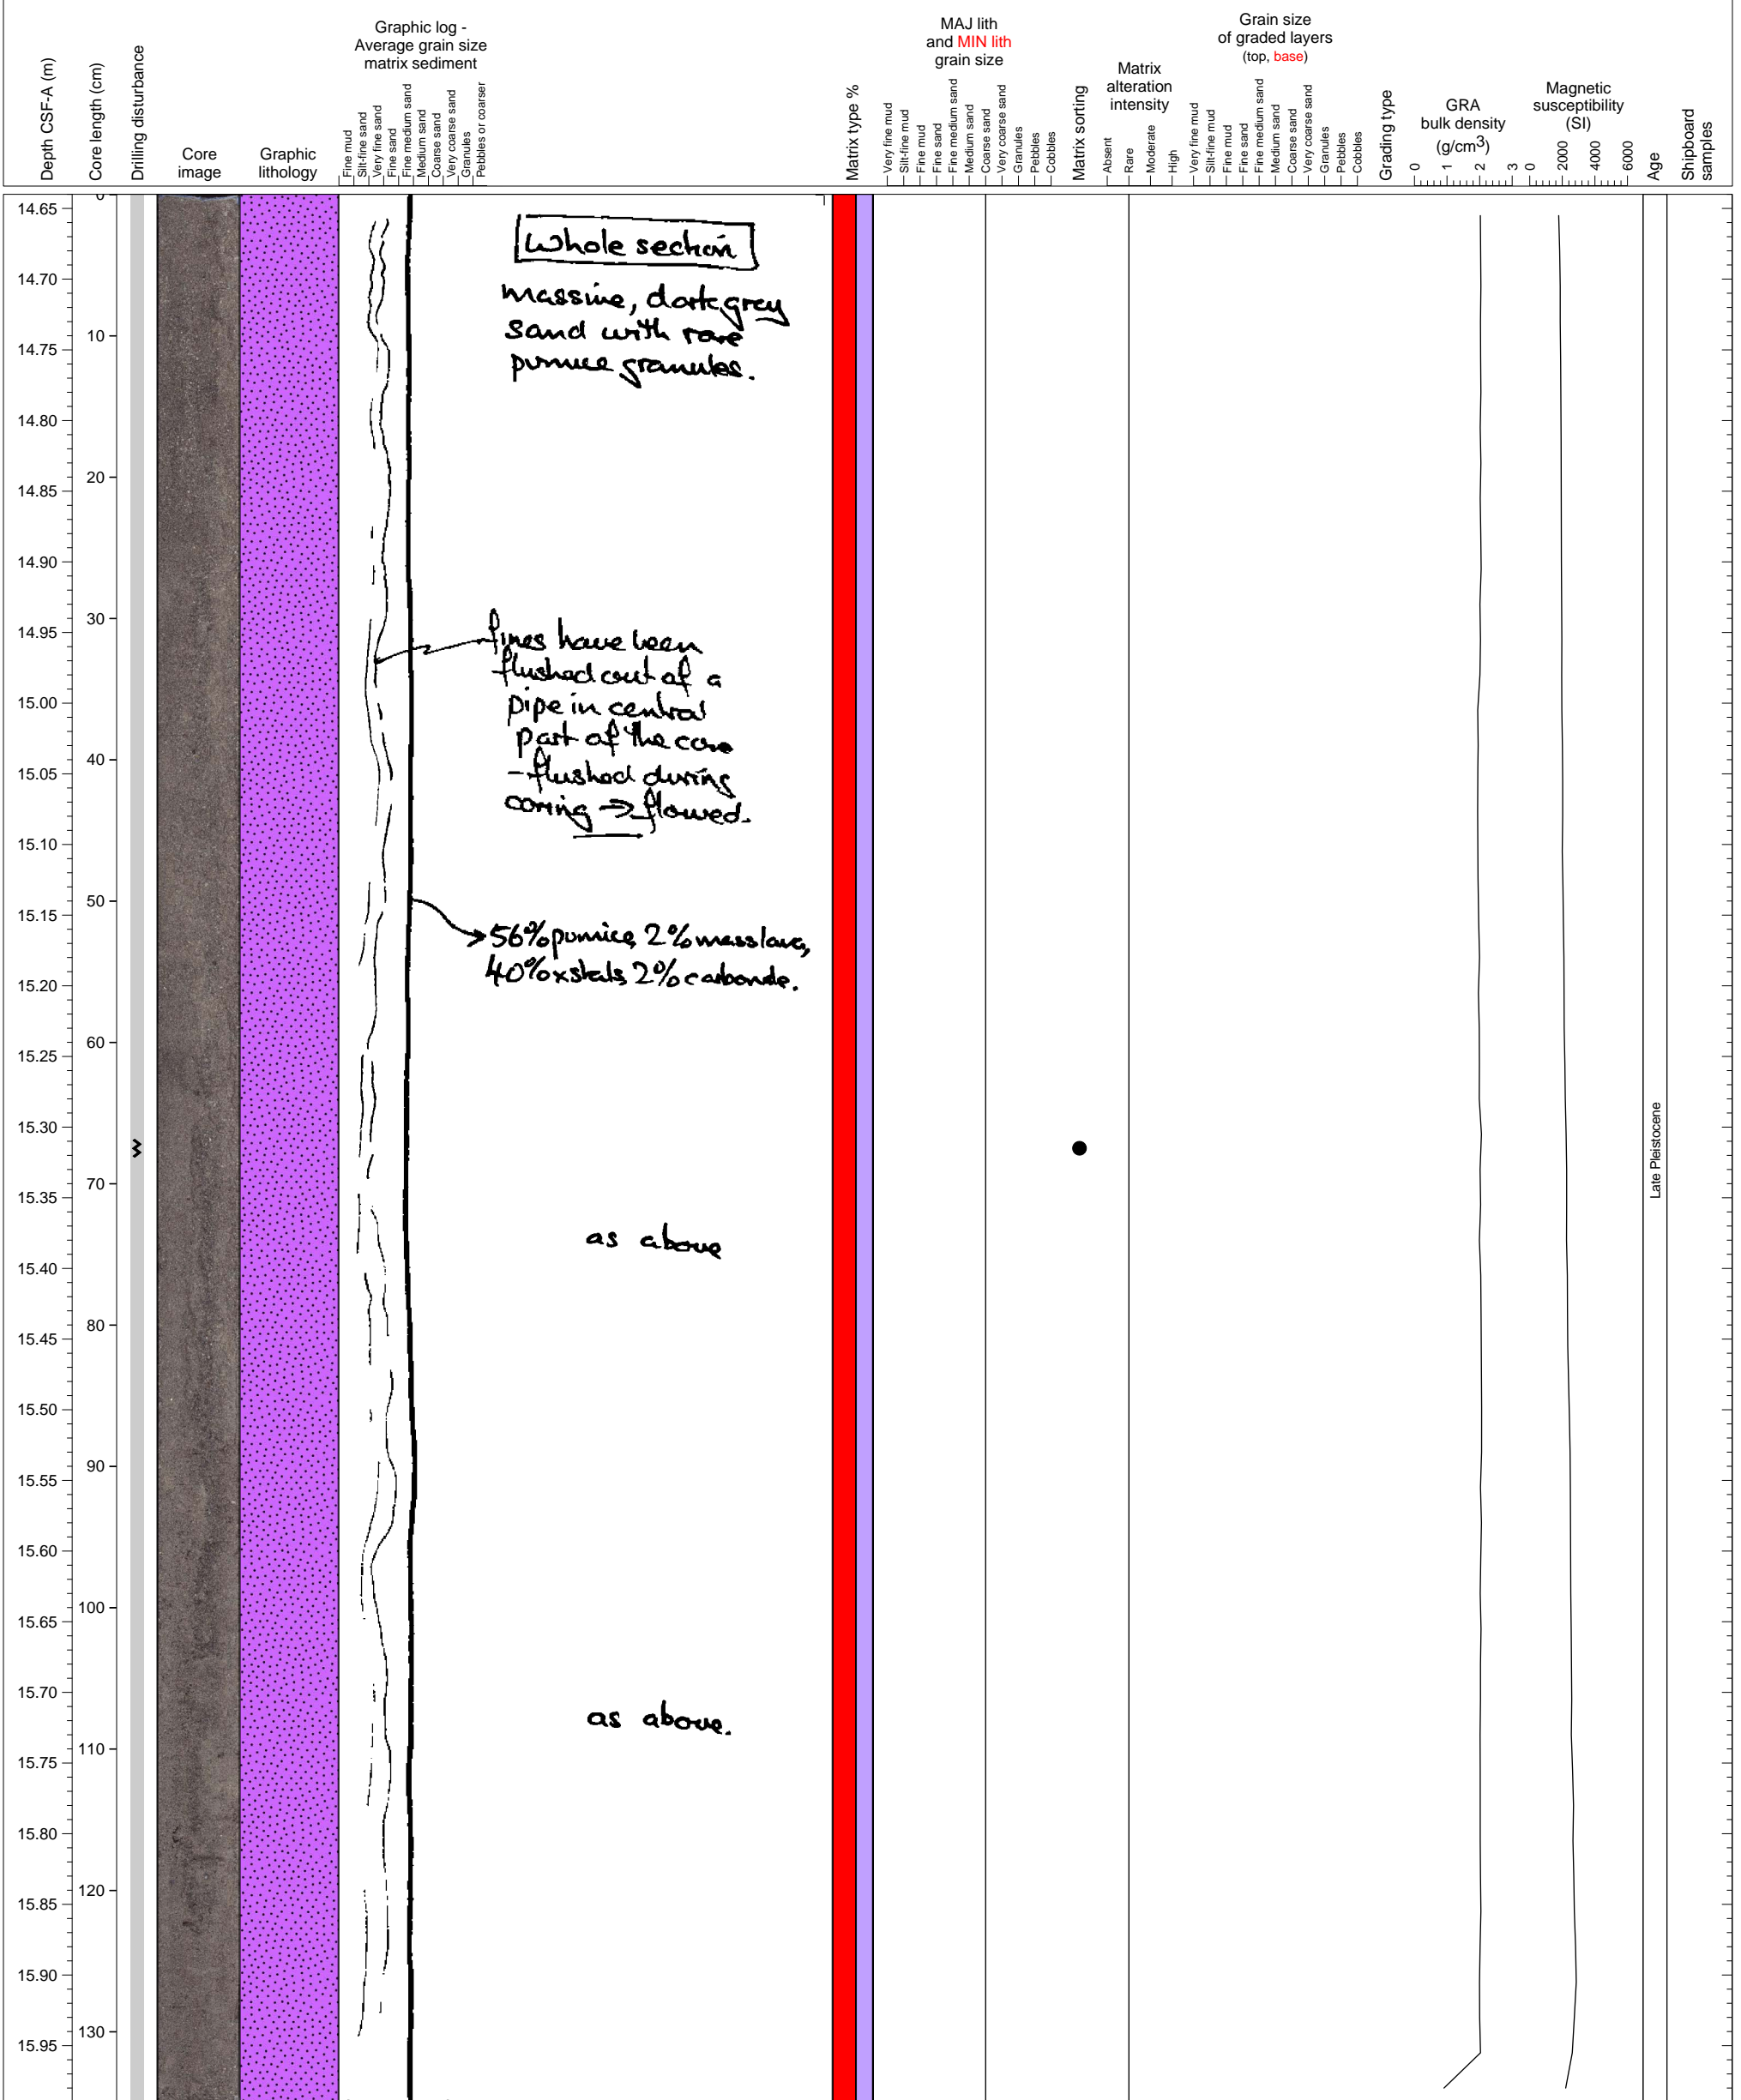 Depth CSF-A (m)
Core length (cm)
Drilling disturbance
Core
image
Graphic
lithology
Graphic log -
Average grain size
matrix sediment
Fine mud
Silt-fine sand
Very fine sand
Fine sand
Fine medium sand
Medium sand
Coarse sand
Very coarse sand
Granules
Pebbles or coarser
Matrix type %
MAJ lith
and MIN lith
grain size
Very fine mud
Silt-fine mud
Fine mud
Fine sand
Fine medium sand
Medium sand
Coarse sand
Very coarse sand
Granules
Pebbles
Cobbles
Matrix sorting
Matrix
alteration
intensity
Absent
Rare
Moderate
High
Grain size
of graded layers
(top, base)
Very fine mud
Silt-fine mud
Fine mud
Fine sand
Fine medium sand
Medium sand
Coarse sand
Very coarse sand
Granules
Pebbles
Cobbles
Grading type
GRA
bulk density
(g/cm3)
0 1 2 3
Magnetic
susceptibility
(SI)
0 2000 4000 6000
Age
Shipboard
samples
14.65
14.70
14.75
14.80
14.85
14.90
14.95
15.00
15.05
15.10
15.15
15.20
15.25
15.30
15.35
15.40
15.45
15.50
15.55
15.60
15.65
15.70
15.75
15.80
15.85
15.90
15.95
0
10
20
30
40
50
60
70
80
90
100
110
120
130
Whole section
massive, dark grey
sand with rare
pumice granules.
fines have been
flushed out of a
pipe in central
part of the core
-flushed during
coring → flowed.
56% pumice, 2% mass lava,
40% xstals, 2% carbonate.
as above
as above.
Late Pleistocene